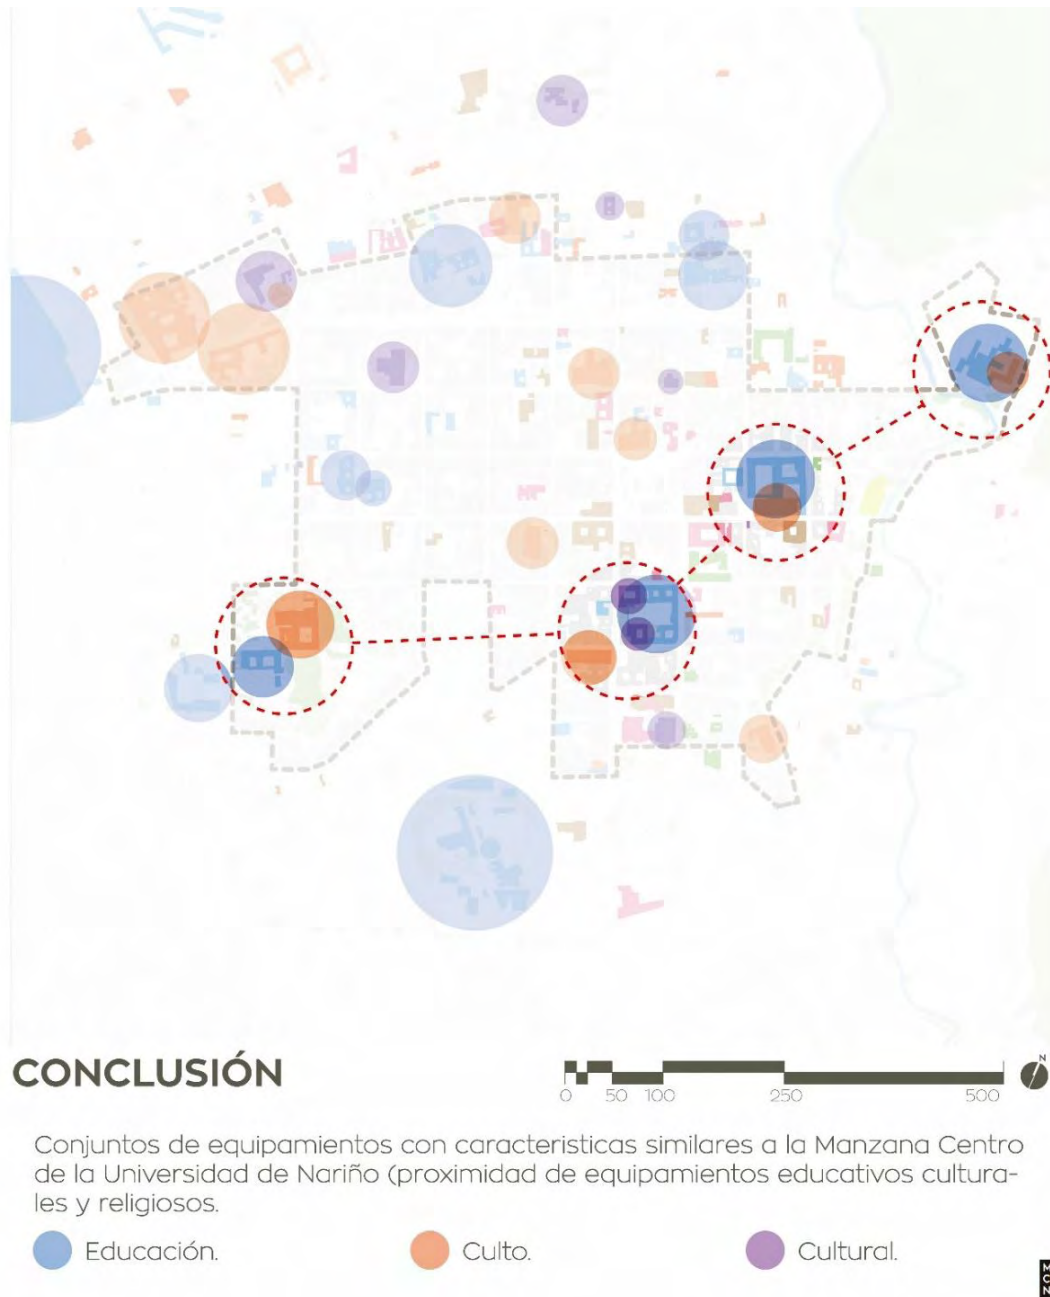 CONCLUSIÓN
N
0 50 100 250 500
Conjuntos de equipamientos con caracteristicas similares a la Manzana Centro
de la Universidad de Nariño (proximidad de equipamientos educativos cultura-
les y religiosos.
Educación. Culto. Cultural.
MCN